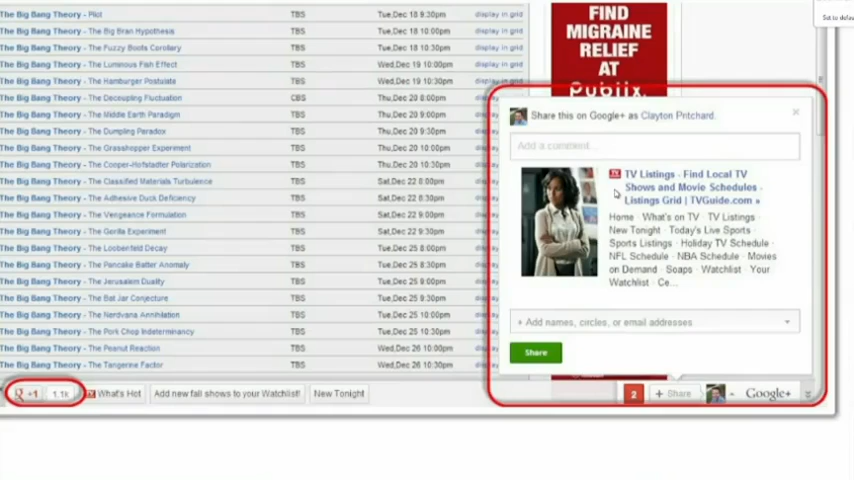 The Big Bang Theory - Pilot TBS Tue,Dec 18 9:30pm display in grid
The Big Bang Theory - The Big Bran Hypothesis TBS Tue,Dec 18 10:00pm display in grid
The Big Bang Theory - The Fuzzy Boots Corollary TBS Tue,Dec 18 10:30pm display in grid
The Big Bang Theory - The Luminous Fish Effect TBS Wed,Dec 19 10:00pm display in grid
The Big Bang Theory - The Hamburger Postulate TBS Wed,Dec 19 10:30pm display in grid
The Big Bang Theory - The Decoupling Fluctuation CBS Thu,Dec 20 8:00pm
The Big Bang Theory - The Middle Earth Paradigm TBS Thu,Dec 20 9:00pm
The Big Bang Theory - The Dumpling Paradox TBS Thu,Dec 20 9:30pm
The Big Bang Theory - The Grasshopper Experiment TBS Thu,Dec 20 10:00pm
The Big Bang Theory - The Cooper-Hofstadter Polarization TBS Thu,Dec 20 10:30pm
The Big Bang Theory - The Classified Materials Turbulence TBS Sat,Dec 22 8:00pm
The Big Bang Theory - The Adhesive Duck Deficiency TBS Sat,Dec 22 8:30pm
The Big Bang Theory - The Vengeance Formulation TBS Sat,Dec 22 9:00pm
The Big Bang Theory - The Gorilla Experiment TBS Sat,Dec 22 9:30pm
The Big Bang Theory - The Loobenfeld Decay TBS Tue,Dec 25 8:00pm
The Big Bang Theory - The Pancake Batter Anomaly TBS Tue,Dec 25 8:30pm
The Big Bang Theory - The Jerusalem Duality TBS Tue,Dec 25 9:00pm
The Big Bang Theory - The Bat Jar Conjecture TBS Tue,Dec 25 9:30pm
The Big Bang Theory - The Nerdvana Annihilation TBS Tue,Dec 25 10:00pm
The Big Bang Theory - The Pork Chop Indeterminancy TBS Tue,Dec 25 10:30pm
The Big Bang Theory - The Peanut Reaction TBS Wed,Dec 26 10:00pm
The Big Bang Theory - The Tangerine Factor TBS Wed,Dec 26 10:30pm
FIND
MIGRAINE
RELIEF
AT
Publix.
Share this on Google+ as Clayton Pritchard.
Add a comment...
TV Listings - Find Local TV
Shows and Movie Schedules -
Listings Grid | TVGuide.com »
Home · What's on TV · TV Listings ·
New Tonight · Today's Live Sports ·
Sports Listings · Holiday TV Schedule ·
NFL Schedule · NBA Schedule · Movies
on Demand · Soaps · Watchlist · Your
Watchlist · Ce...
+ Add names, circles, or email addresses
Share
g +1 1.1k What's Hot Add new fall shows to your Watchlist! New Tonight 2 + Share Google+